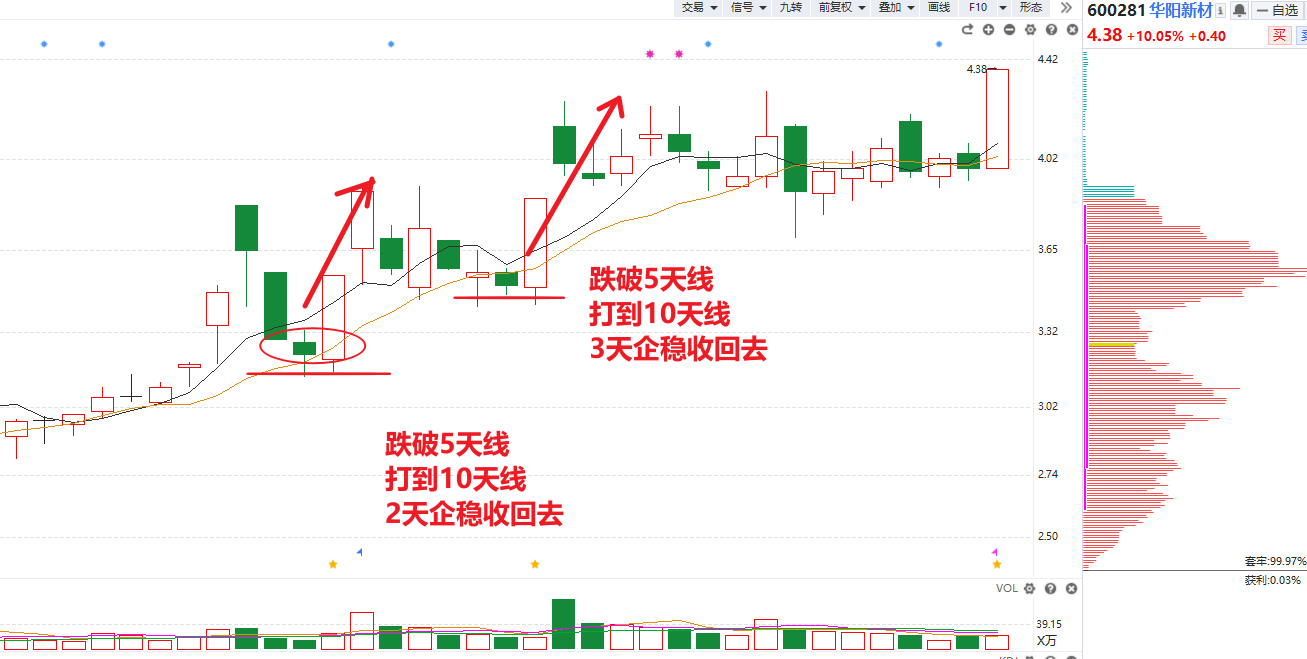 交易 信号 九转 前复权 叠加 画线 F10 形态
600281 华阳新材 自选
4.38 +10.05% +0.40 买
4.42
4.38
4.02
3.65
跌破5天线
打到10天线
3天企稳收回去
3.32
3.02
跌破5天线
打到10天线
2天企稳收回去
2.74
2.50
套牢:99.97%
获利:0.03%
VOL
39.15
X万